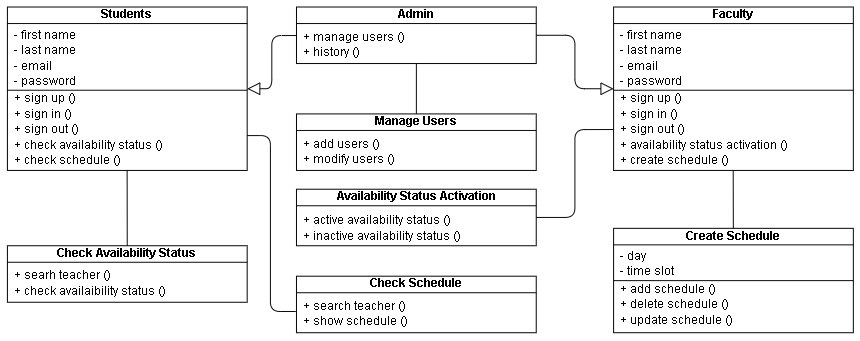 Students
- first name
- last name
- email
- password
+ sign up ()
+ sign in ()
+ sign out ()
+ check availability status ()
+ check schedule ()
Admin
+ manage users ()
+ history ()
Faculty
- first name
- last name
- email
- password
+ sign up ()
+ sign in ()
+ sign out ()
+ availability status activation ()
+ create schedule ()
Manage Users
+ add users ()
+ modify users ()
Availability Status Activation
+ active availability status ()
+ inactive availability status ()
Check Availability Status
+ searh teacher ()
+ check availaibility status ()
Check Schedule
+ search teacher ()
+ show schedule ()
Create Schedule
- day
- time slot
+ add schedule ()
+ delete schedule ()
+ update schedule ()